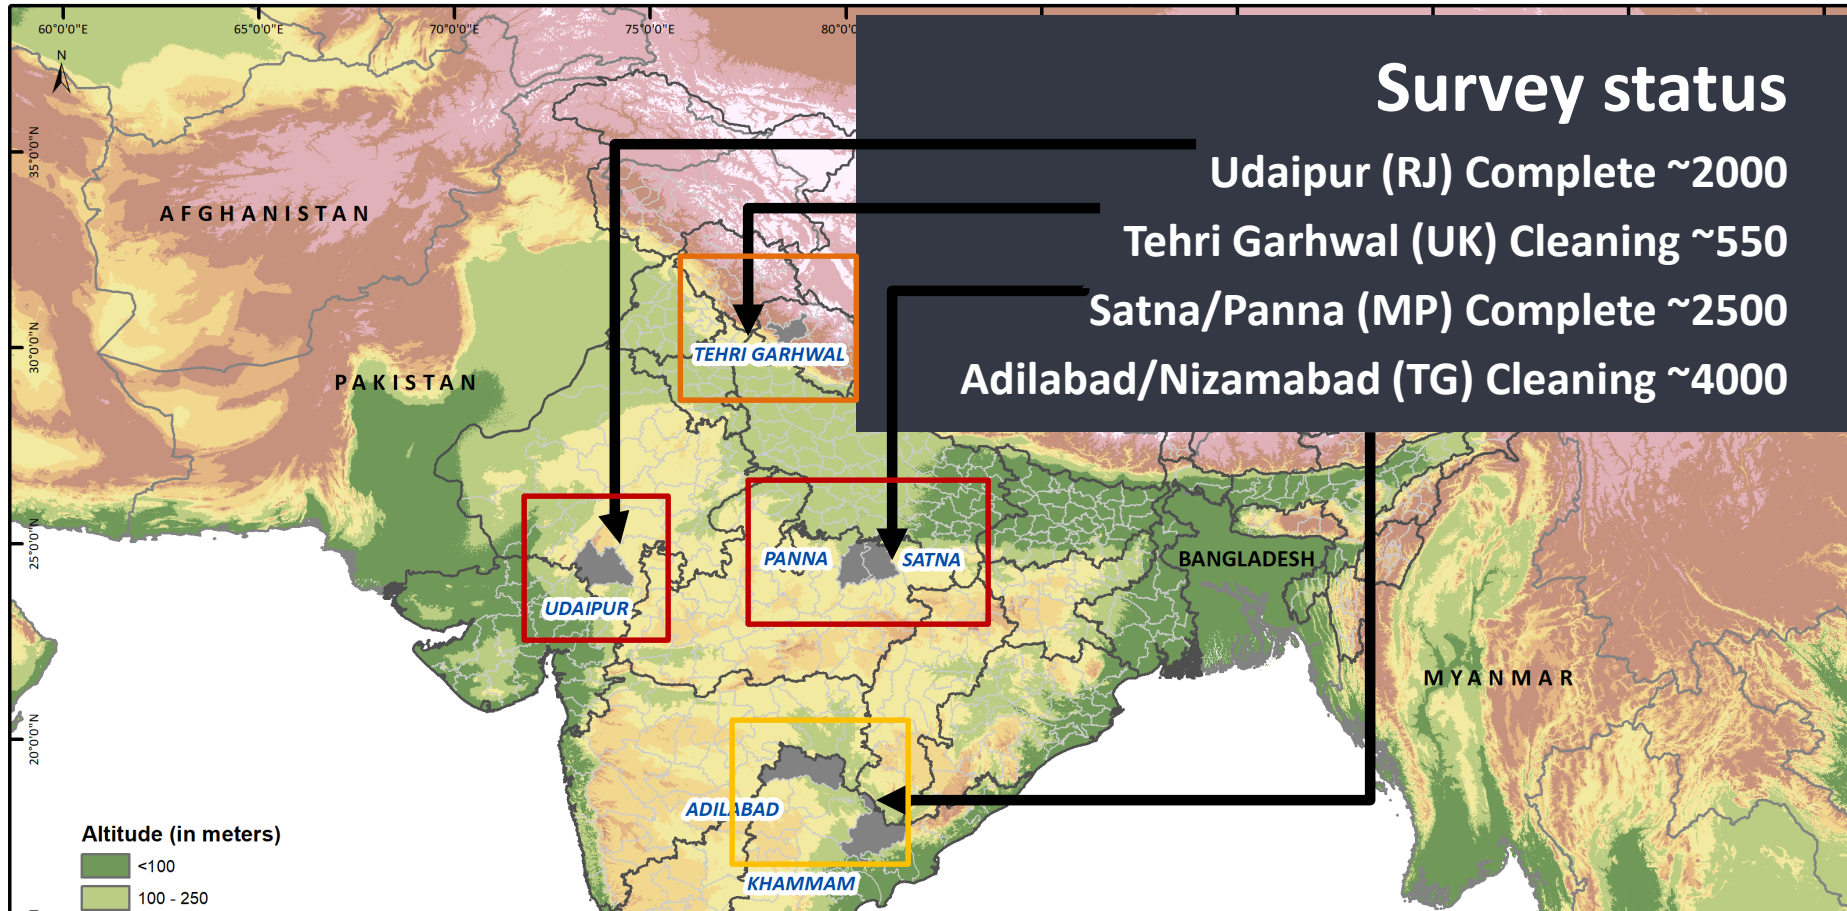 60°0'0"E
65°0'0"E
70°0'0"E
75°0'0"E
80°0'0
N
Survey status
Udaipur (RJ) Complete ~2000
Tehri Garhwal (UK) Cleaning ~550
Satna/Panna (MP) Complete ~2500
Adilabad/Nizamabad (TG) Cleaning ~4000
35°0'0"N
30°0'0"N
25°0'0"N
20°0'0"N
AFGHANISTAN
PAKISTAN
TEHRI GARHWAL
PANNA
SATNA
BANGLADESH
UDAIPUR
MYANMAR
ADILABAD
KHAMMAM
Altitude (in meters)
<100
100 - 250